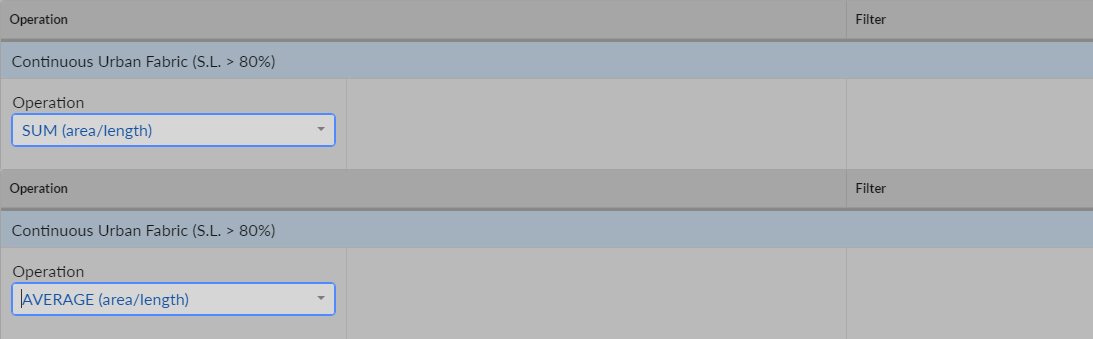 Operation Filter
Continuous Urban Fabric (S.L. > 80%)
Operation
SUM (area/length)
Operation Filter
Continuous Urban Fabric (S.L. > 80%)
Operation
AVERAGE (area/length)